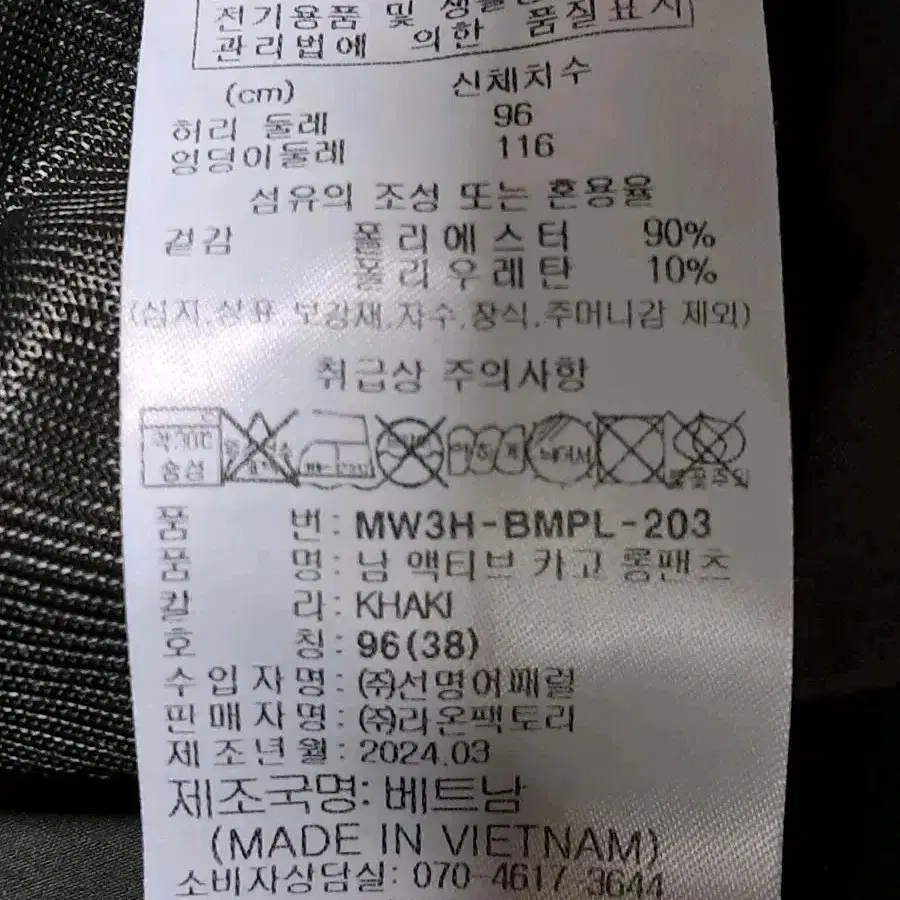 전기용품 및 생활
품질표시
관리법에 의한
(cm) 신체치수
허리 둘레 96
엉덩이둘레 116
섬유의 조성 또는 혼용율
겉감 폴리에스터 90%
폴리우레탄 10%
(심지,심유 보강재,자수,장식,주머니감 제외)
취급상 주의사항
약30℃
중성
품 번: MW3H-BMPL-203
품 명: 남 액티브 카고 롱팬츠
칼 라: KHAKI
호 칭: 96(38)
수입자명: (주)선명어패럴
판매자명: (주)라온팩토리
제조년월: 2024.03
제조국명: 베트남
(MADE IN VIETNAM)
소비자상담실: 070-4617-3644